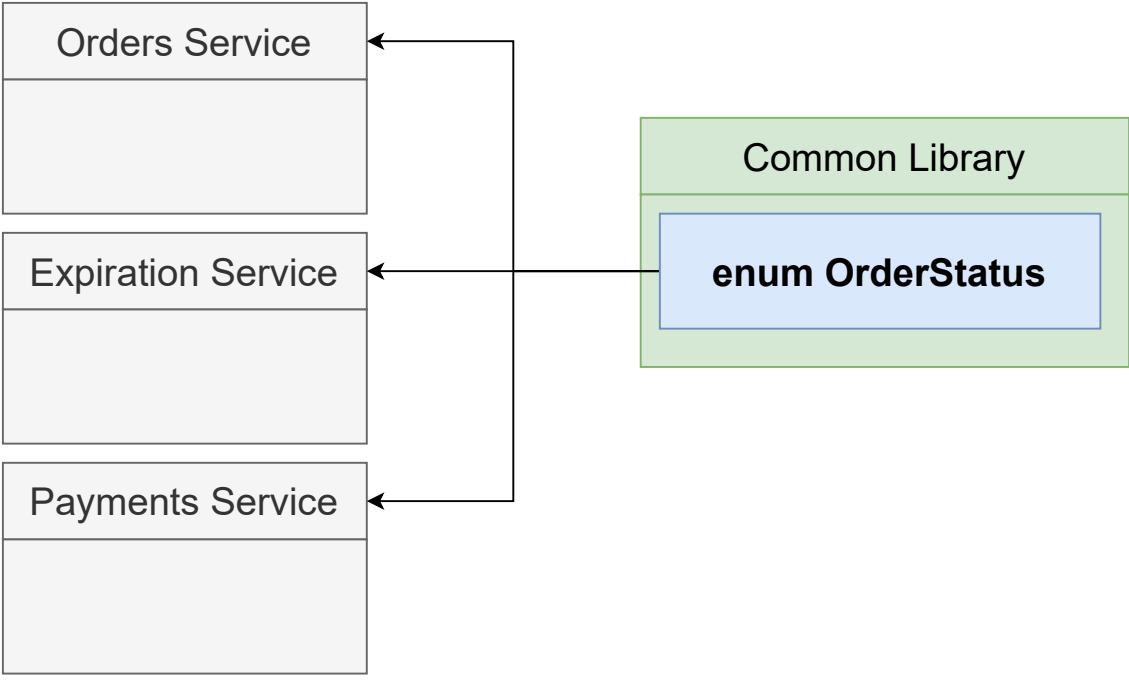 Orders Service
Common Library
Expiration Service
enum OrderStatus
Payments Service